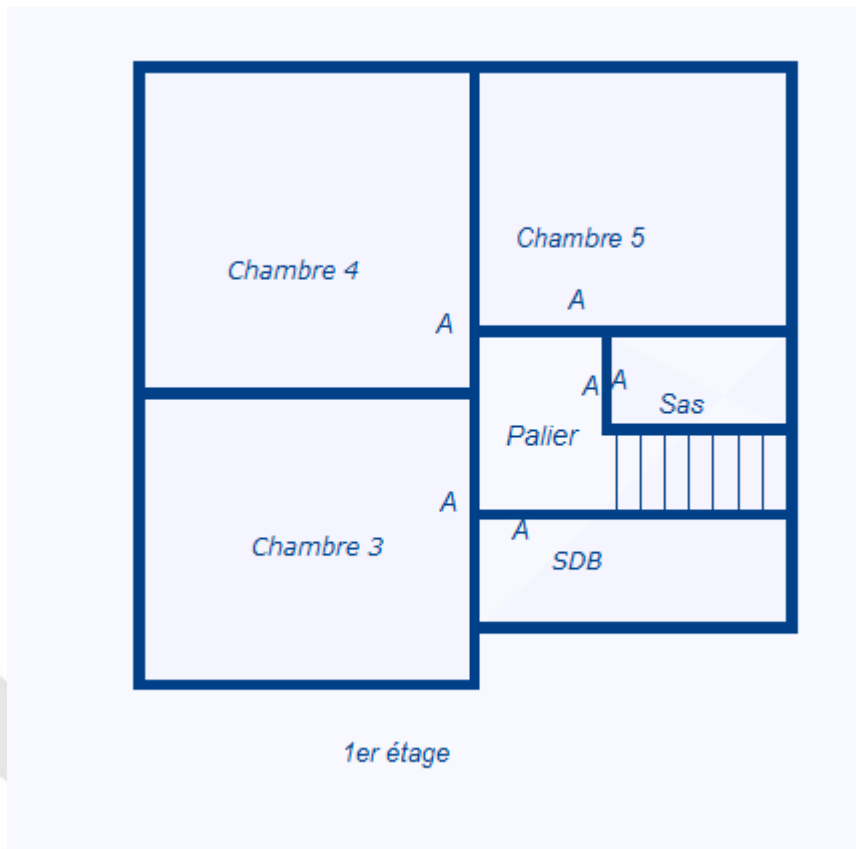 Chambre 5
Chambre 4
A
A
A
A
Sas
Palier
A
A
Chambre 3
SDB
1er étage